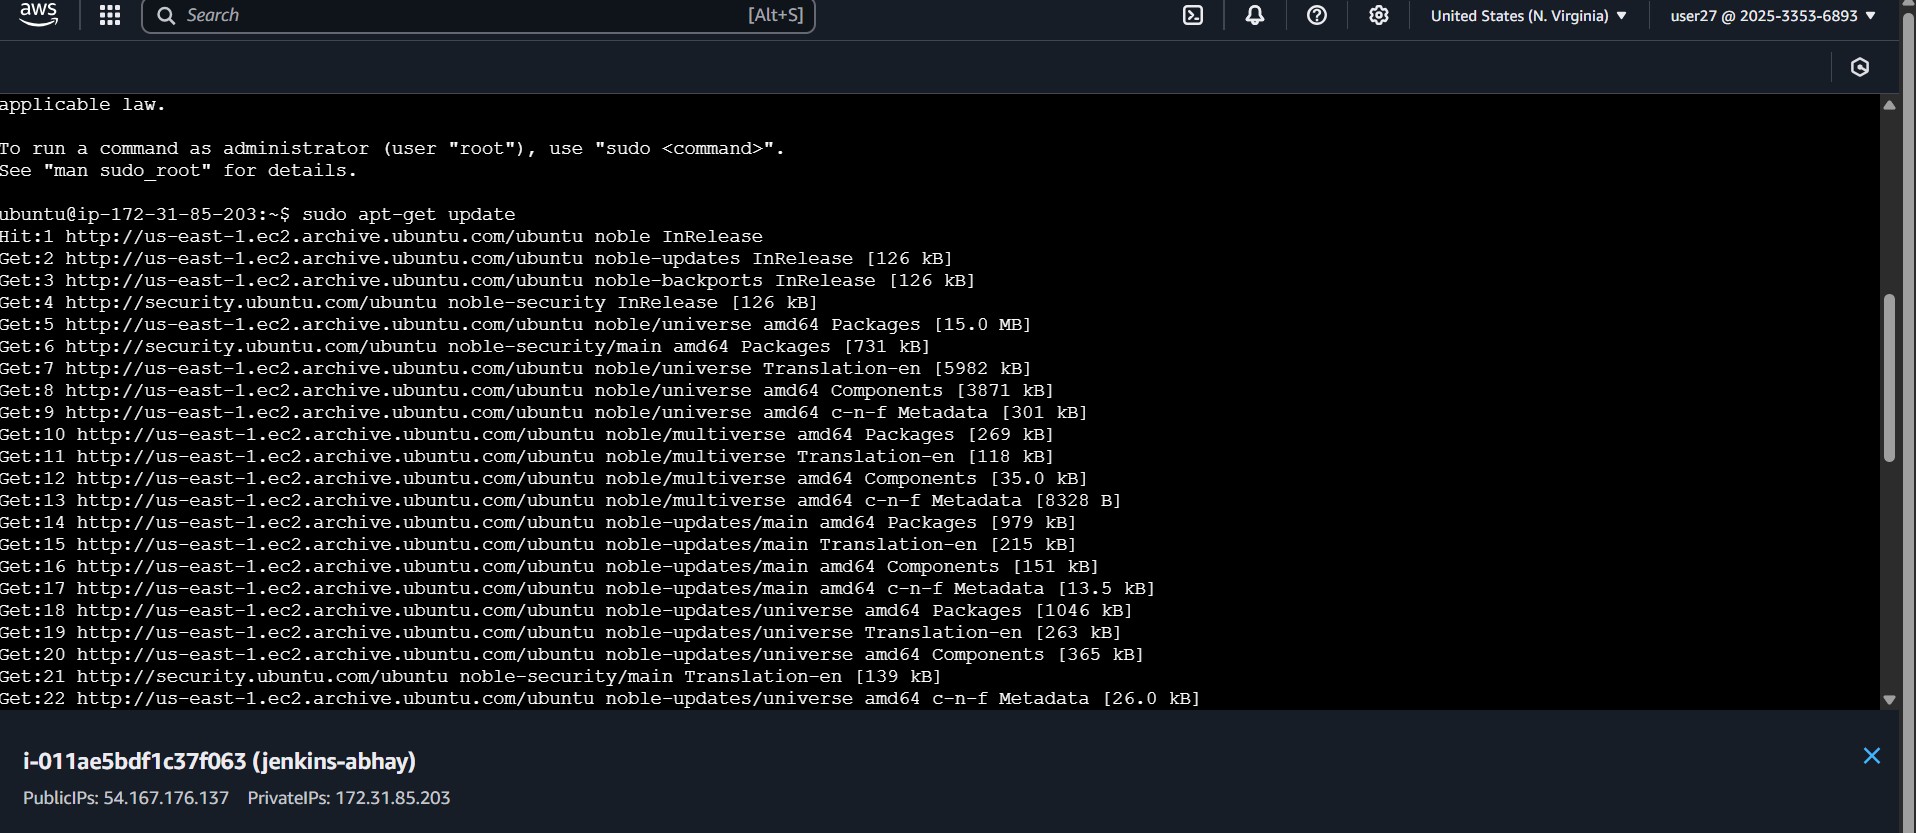 aws
Search [Alt+S] United States (N. Virginia) ▼ user27 @ 2025-3353-6893 ▼
applicable law.
To run a command as administrator (user "root"), use "sudo <command>".
See "man sudo_root" for details.
ubuntu@ip-172-31-85-203:~$ sudo apt-get update
Hit:1 http://us-east-1.ec2.archive.ubuntu.com/ubuntu noble InRelease
Get:2 http://us-east-1.ec2.archive.ubuntu.com/ubuntu noble-updates InRelease [126 kB]
Get:3 http://us-east-1.ec2.archive.ubuntu.com/ubuntu noble-backports InRelease [126 kB]
Get:4 http://security.ubuntu.com/ubuntu noble-security InRelease [126 kB]
Get:5 http://us-east-1.ec2.archive.ubuntu.com/ubuntu noble/universe amd64 Packages [15.0 MB]
Get:6 http://security.ubuntu.com/ubuntu noble-security/main amd64 Packages [731 kB]
Get:7 http://us-east-1.ec2.archive.ubuntu.com/ubuntu noble/universe Translation-en [5982 kB]
Get:8 http://us-east-1.ec2.archive.ubuntu.com/ubuntu noble/universe amd64 Components [3871 kB]
Get:9 http://us-east-1.ec2.archive.ubuntu.com/ubuntu noble/universe amd64 c-n-f Metadata [301 kB]
Get:10 http://us-east-1.ec2.archive.ubuntu.com/ubuntu noble/multiverse amd64 Packages [269 kB]
Get:11 http://us-east-1.ec2.archive.ubuntu.com/ubuntu noble/multiverse Translation-en [118 kB]
Get:12 http://us-east-1.ec2.archive.ubuntu.com/ubuntu noble/multiverse amd64 Components [35.0 kB]
Get:13 http://us-east-1.ec2.archive.ubuntu.com/ubuntu noble/multiverse amd64 c-n-f Metadata [8328 B]
Get:14 http://us-east-1.ec2.archive.ubuntu.com/ubuntu noble-updates/main amd64 Packages [979 kB]
Get:15 http://us-east-1.ec2.archive.ubuntu.com/ubuntu noble-updates/main Translation-en [215 kB]
Get:16 http://us-east-1.ec2.archive.ubuntu.com/ubuntu noble-updates/main amd64 Components [151 kB]
Get:17 http://us-east-1.ec2.archive.ubuntu.com/ubuntu noble-updates/main amd64 c-n-f Metadata [13.5 kB]
Get:18 http://us-east-1.ec2.archive.ubuntu.com/ubuntu noble-updates/universe amd64 Packages [1046 kB]
Get:19 http://us-east-1.ec2.archive.ubuntu.com/ubuntu noble-updates/universe Translation-en [263 kB]
Get:20 http://us-east-1.ec2.archive.ubuntu.com/ubuntu noble-updates/universe amd64 Components [365 kB]
Get:21 http://security.ubuntu.com/ubuntu noble-security/main Translation-en [139 kB]
Get:22 http://us-east-1.ec2.archive.ubuntu.com/ubuntu noble-updates/universe amd64 c-n-f Metadata [26.0 kB]
i-011ae5bdf1c37f063 (jenkins-abhay)
PublicIPs: 54.167.176.137 PrivateIPs: 172.31.85.203